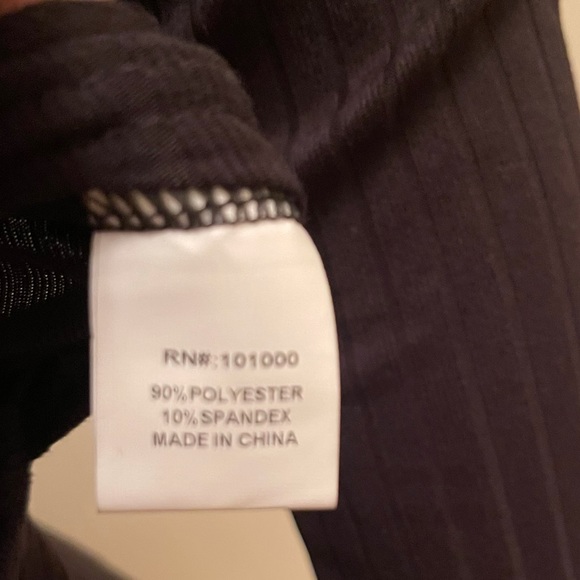 RN#:101000
90%POLYESTER
10%SPANDEX
MADE IN CHINA